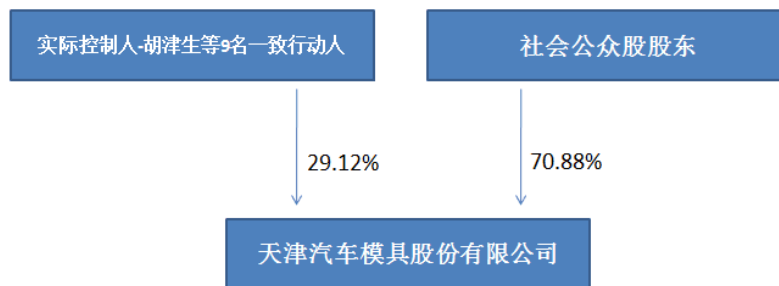 实际控制人-胡津生等9名一致行动人
社会公众股股东
29.12%
70.88%
天津汽车模具股份有限公司